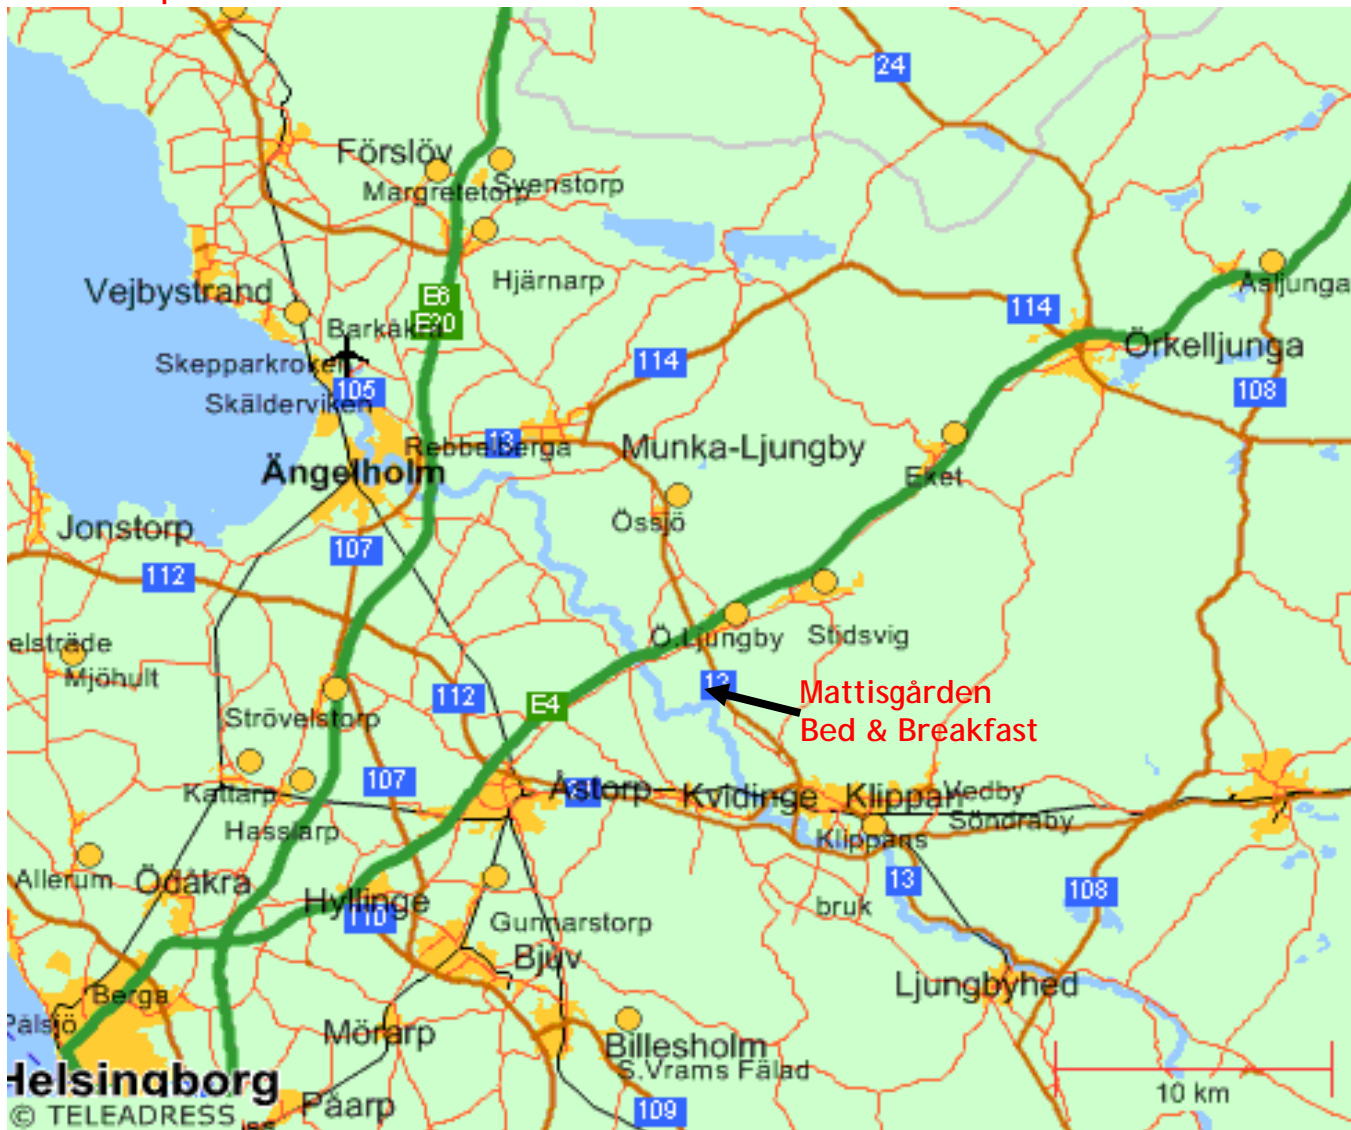 24
Förslöv
Svenstorp
Margretetorp
Hjärnarp
Vejbystrand
E6
E20
Barkåkra
114
Åsljunga
Örkelljunga
114
Skepparkroken
105
108
Skälderviken
13
Rebbelberga
Munka-Ljungby
Ängelholm
Eket
Össjö
Jonstorp
107
112
Ö.Ljungby
Stidsvig
elsträde
Mjöhult
13
112
E4
Mattisgården
Bed & Breakfast
Strövelstorp
107
Kattarp
Åstorp
Kvidinge
Klippan
Vedby
Söndraby
Hasslarp
Klippans
bruk
Allerum
Ödåkra
13
108
Hyllinge
110
Gunnarstorp
Bjuv
Ljungbyhed
Berga
Pålsjö
Mörarp
Billesholm
S.Vrams Fälad
Helsingborg
10 km
Påarp
109
© TELEADRESS